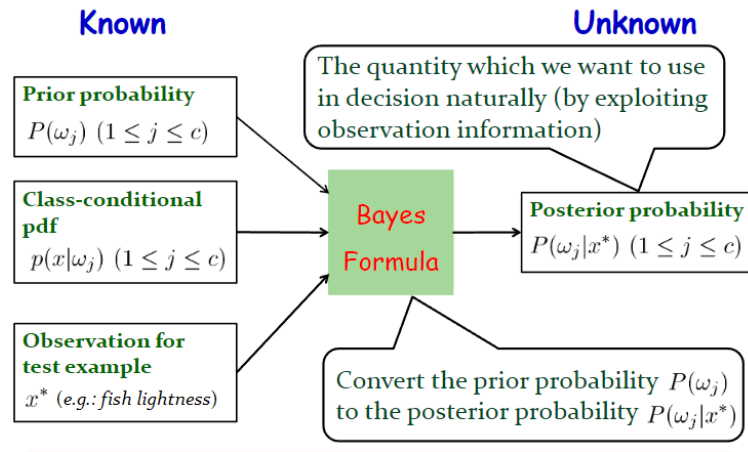 Known
Unknown
The quantity which we want to use
in decision naturally (by exploiting
observation information)
Prior probability
P(ω_j) (1 ≤ j ≤ c)
Class-conditional
pdf
p(x|ω_j) (1 ≤ j ≤ c)
Observation for
test example
x* (e.g.: fish lightness)
Bayes
Formula
Posterior probability
P(ω_j|x*) (1 ≤ j ≤ c)
Convert the prior probability P(ω_j)
to the posterior probability P(ω_j|x*)